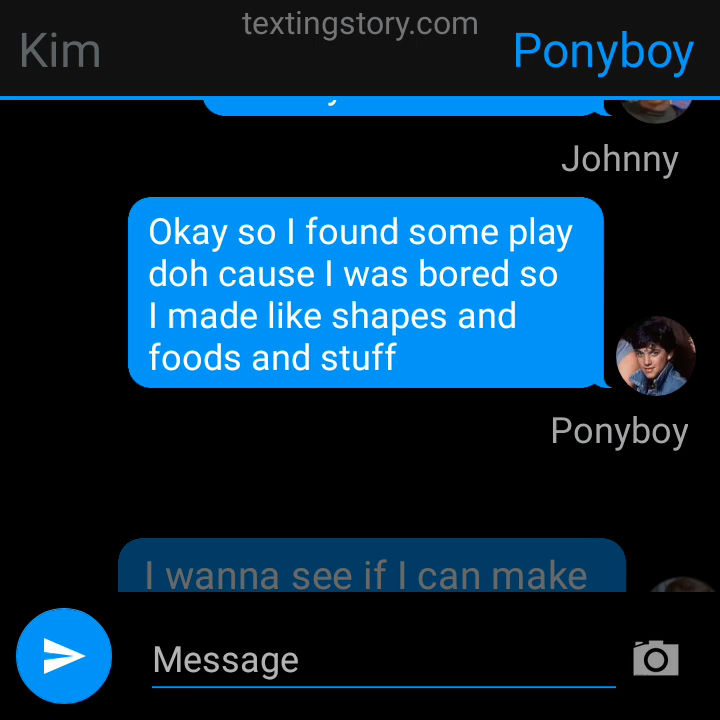 textingstory.com
Kim
Ponyboy
Johnny
Okay so I found some play
doh cause I was bored so
I made like shapes and
foods and stuff
Ponyboy
I wanna see if I can make
Message